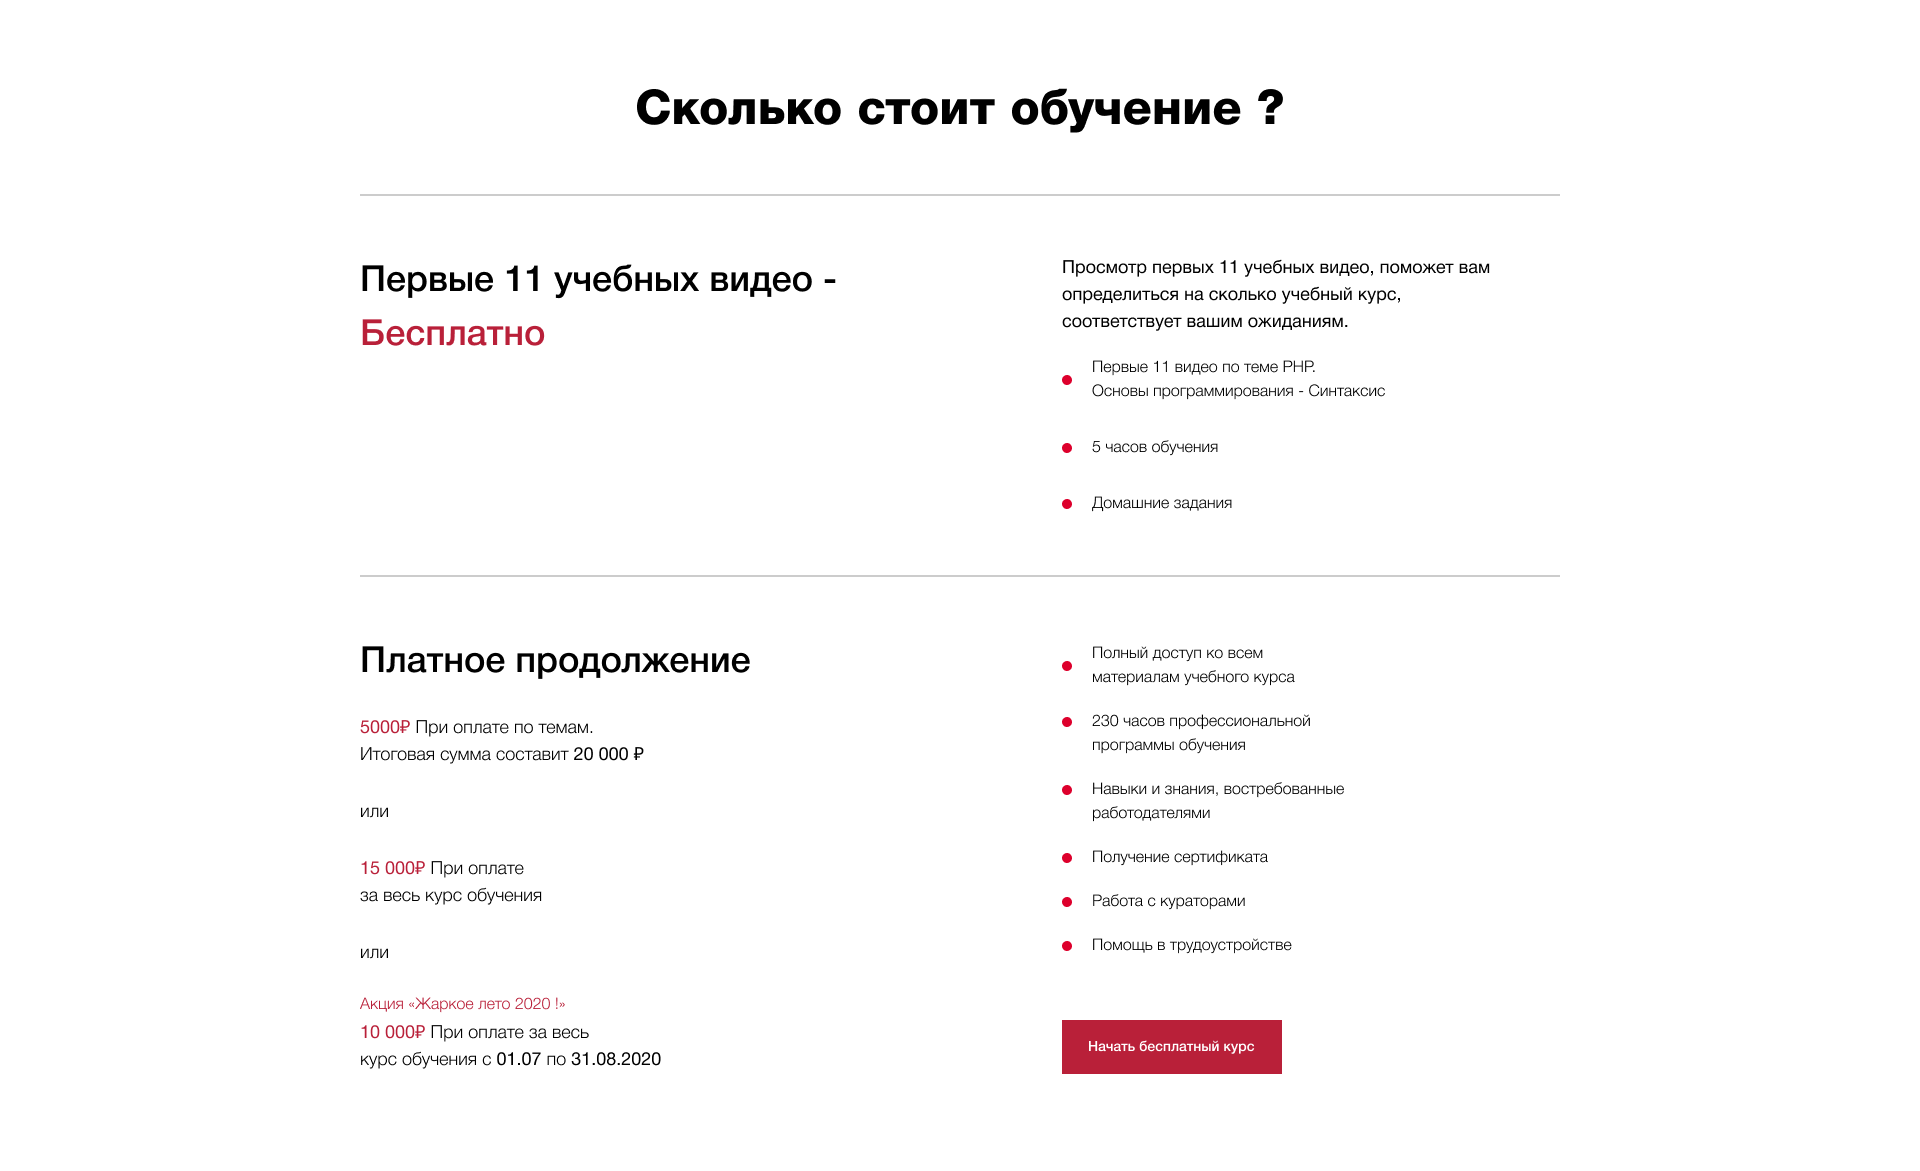 Сколько стоит обучение ?
Первые 11 учебных видео -
Бесплатно
Просмотр первых 11 учебных видео, поможет вам
определиться на сколько учебный курс,
соответствует вашим ожиданиям.
Первые 11 видео по теме PHP.
Основы программирования - Синтаксис
5 часов обучения
Домашние задания
Платное продолжение
5000₽ При оплате по темам.
Итоговая сумма составит 20 000 ₽
или
15 000₽ При оплате
за весь курс обучения
или
Акция «Жаркое лето 2020 !»
10 000₽ При оплате за весь
курс обучения с 01.07 по 31.08.2020
Полный доступ ко всем
материалам учебного курса
230 часов профессиональной
программы обучения
Навыки и знания, востребованные
работодателями
Получение сертификата
Работа с кураторами
Помощь в трудоустройстве
Начать бесплатный курс